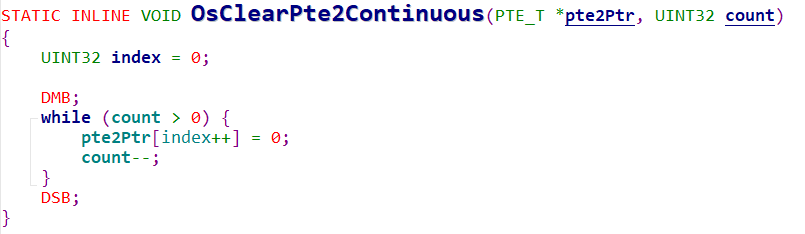 STATIC INLINE VOID OsClearPte2Continuous(PTE_T *pte2Ptr, UINT32 count)
{
    UINT32 index = 0;

    DMB;
    while (count > 0) {
        pte2Ptr[index++] = 0;
        count--;
    }
    DSB;
}